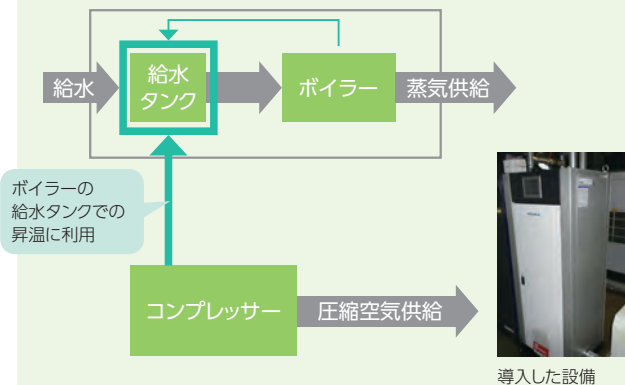 給水
給水
タンク
ボイラー
蒸気供給
ボイラーの
給水タンクでの
昇温に利用
コンプレッサー
圧縮空気供給
導入した設備